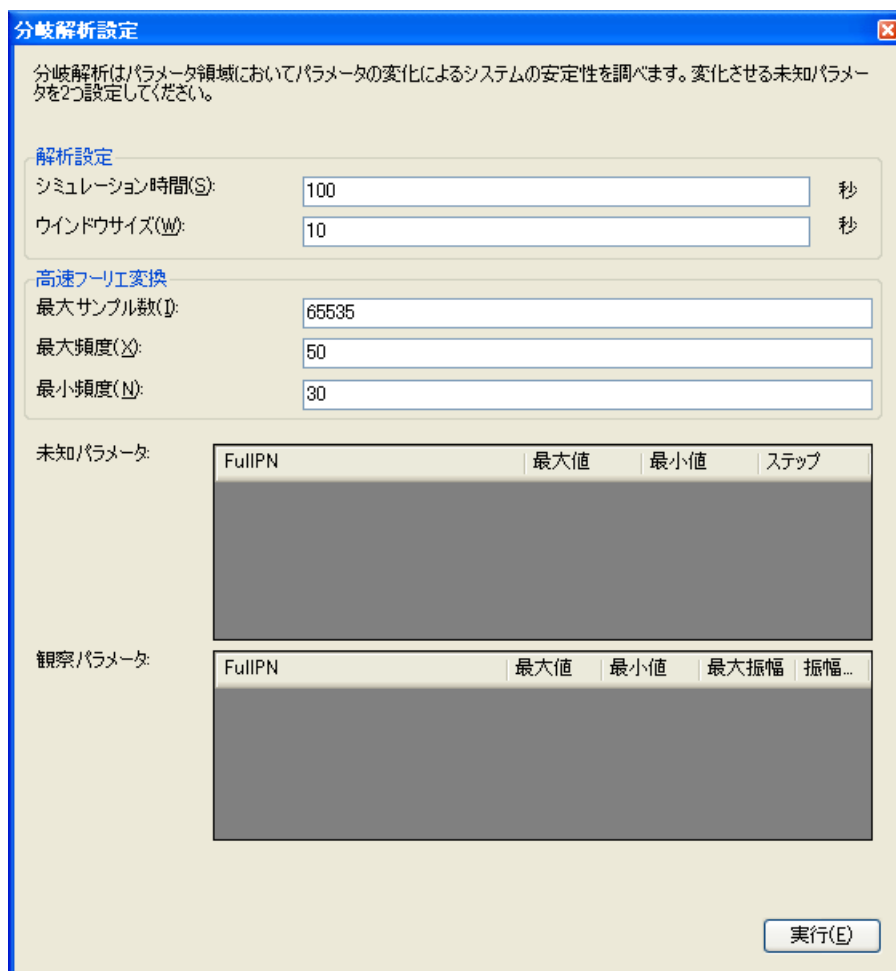 分岐解析設定
分岐解析はパラメータ領域においてパラメータの変化によるシステムの安定性を調べます。変化させる未知パラメー
タを2つ設定してください。
解析設定
シミュレーション時間(S): 100 秒
ウインドウサイズ(W): 10 秒
高速フーリエ変換
最大サンプル数(I): 65535
最大頻度(X): 50
最小頻度(N): 30
未知パラメータ: FullPN 最大値 最小値 ステップ
観察パラメータ: FullPN 最大値 最小値 最大振幅 振幅...
実行(E)